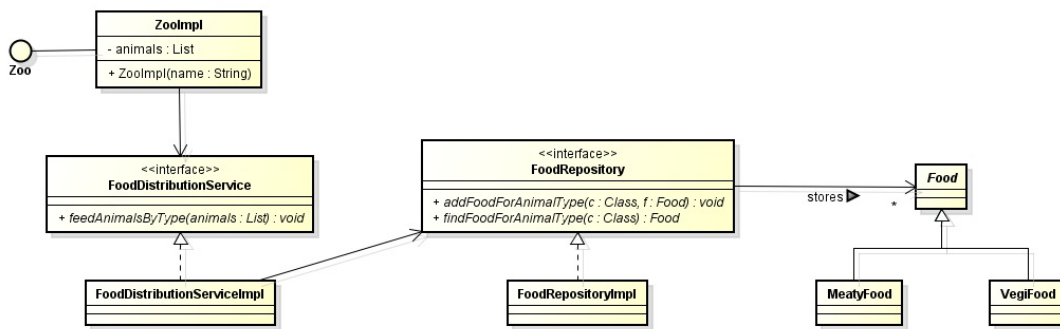 ZooImpl
- animals : List
+ ZooImpl(name : String)
Zoo
<<interface>>
FoodDistributionService
+ feedAnimalsByType(animals : List) : void
<<interface>>
FoodRepository
+ addFoodForAnimalType(c : Class, f : Food) : void
+ findFoodForAnimalType(c : Class) : Food
stores
*
Food
FoodDistributionServiceImpl
FoodRepositoryImpl
MeatyFood
VegiFood